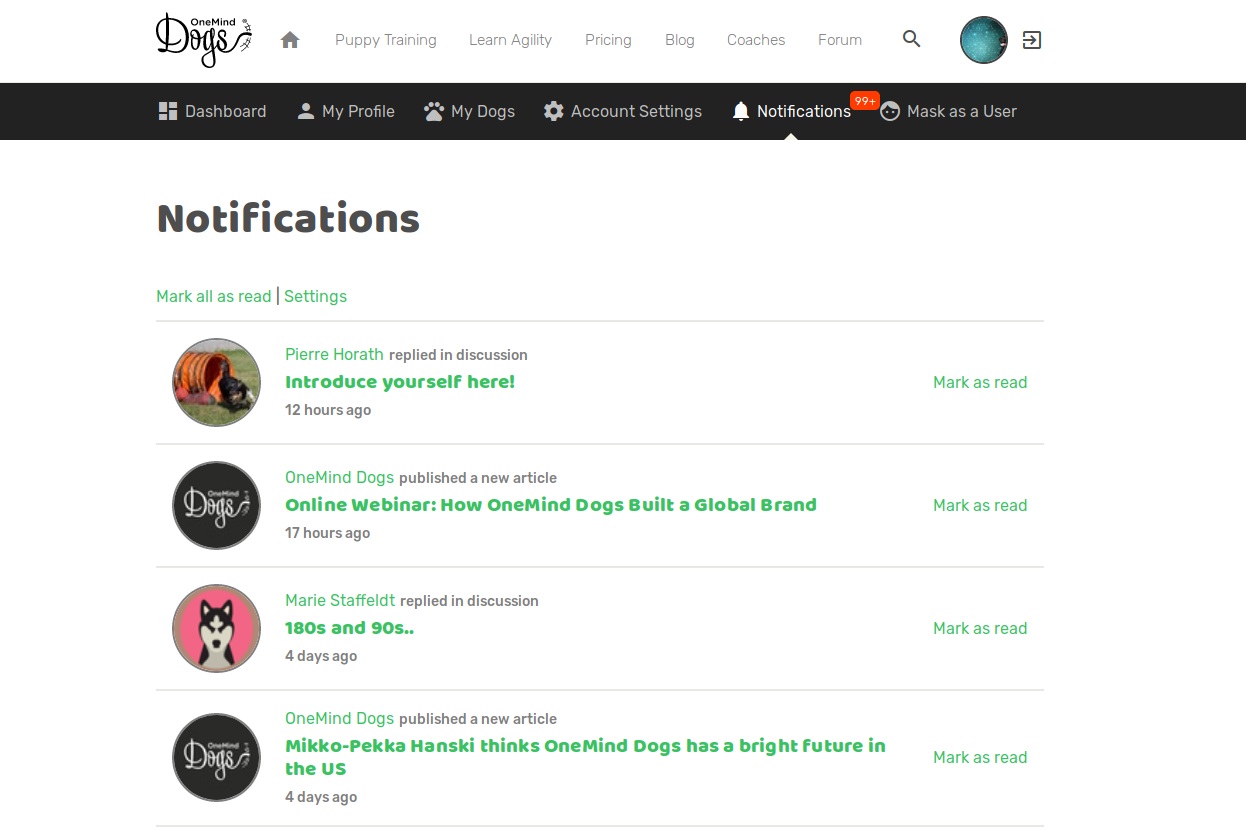 OneMind
Dogs
Puppy Training
Learn Agility
Pricing
Blog
Coaches
Forum
Dashboard
My Profile
My Dogs
Account Settings
Notifications
99+
Mask as a User
Notifications
Mark all as read | Settings
Pierre Horath replied in discussion
Introduce yourself here!
12 hours ago
Mark as read
OneMind
Dogs
OneMind Dogs published a new article
Online Webinar: How OneMind Dogs Built a Global Brand
17 hours ago
Mark as read
Marie Staffeldt replied in discussion
180s and 90s..
4 days ago
Mark as read
OneMind
Dogs
OneMind Dogs published a new article
Mikko-Pekka Hanski thinks OneMind Dogs has a bright future in
the US
4 days ago
Mark as read